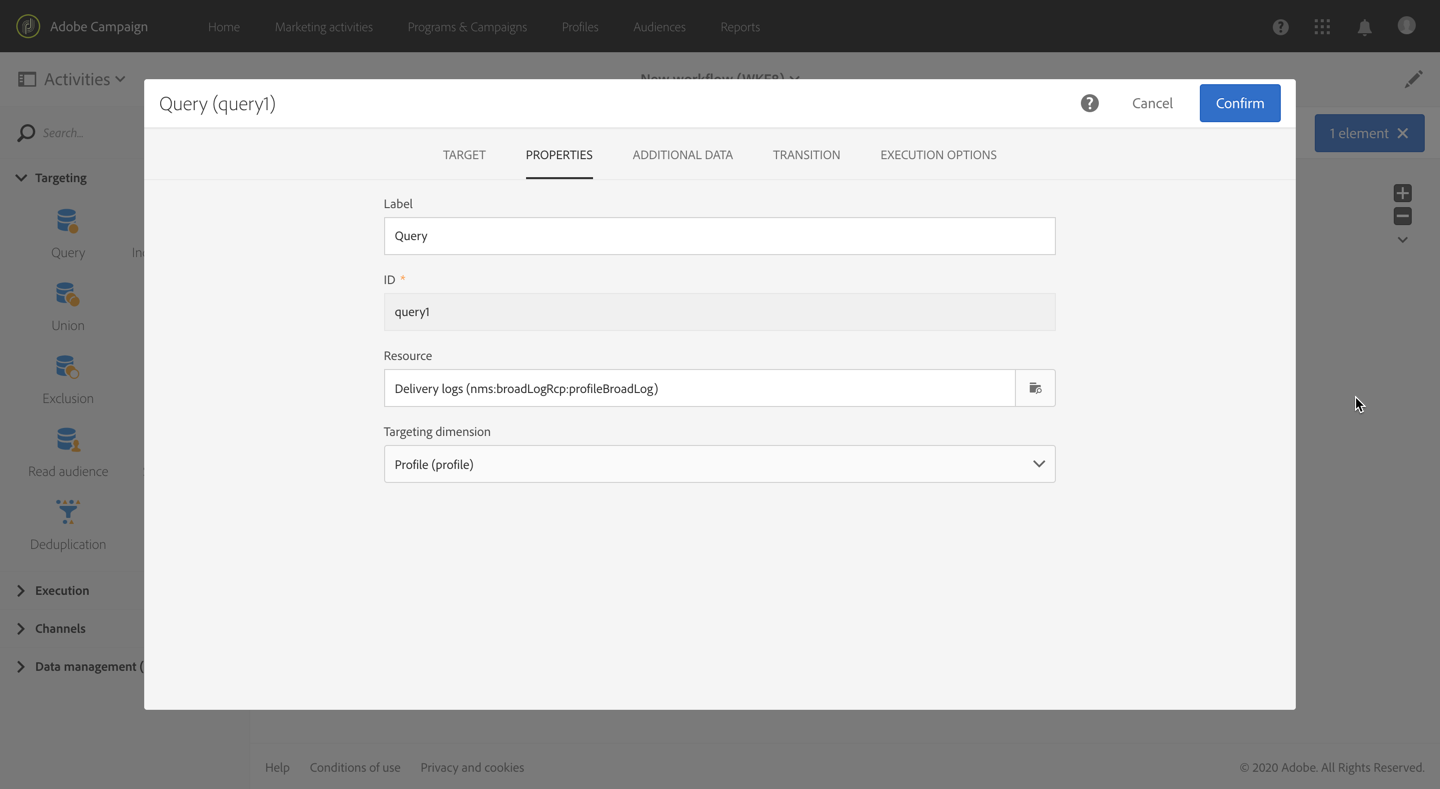 Adobe Campaign
Home
Marketing activities
Programs & Campaigns
Profiles
Audiences
Reports
Activities
New workflow (WKF8)
Query (query1)
Cancel
Confirm
Search...
1 element
TARGET
PROPERTIES
ADDITIONAL DATA
TRANSITION
EXECUTION OPTIONS
Targeting
Query
Union
Exclusion
Read audience
Deduplication
Execution
Channels
Data management (
Label
Query
ID *
query1
Resource
Delivery logs (nms:broadLogRcp:profileBroadLog)
Targeting dimension
Profile (profile)
Help
Conditions of use
Privacy and cookies
© 2020 Adobe. All Rights Reserved.